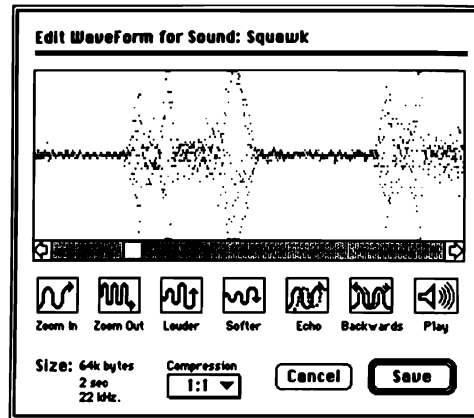 Edit WaveForm for Sound: Squawk
Zoom In Zoom Out Louder Softer Echo Backwards Play
Size: 64k bytes
2 sec
22 kHz.
Compression
1:1
Cancel
Save